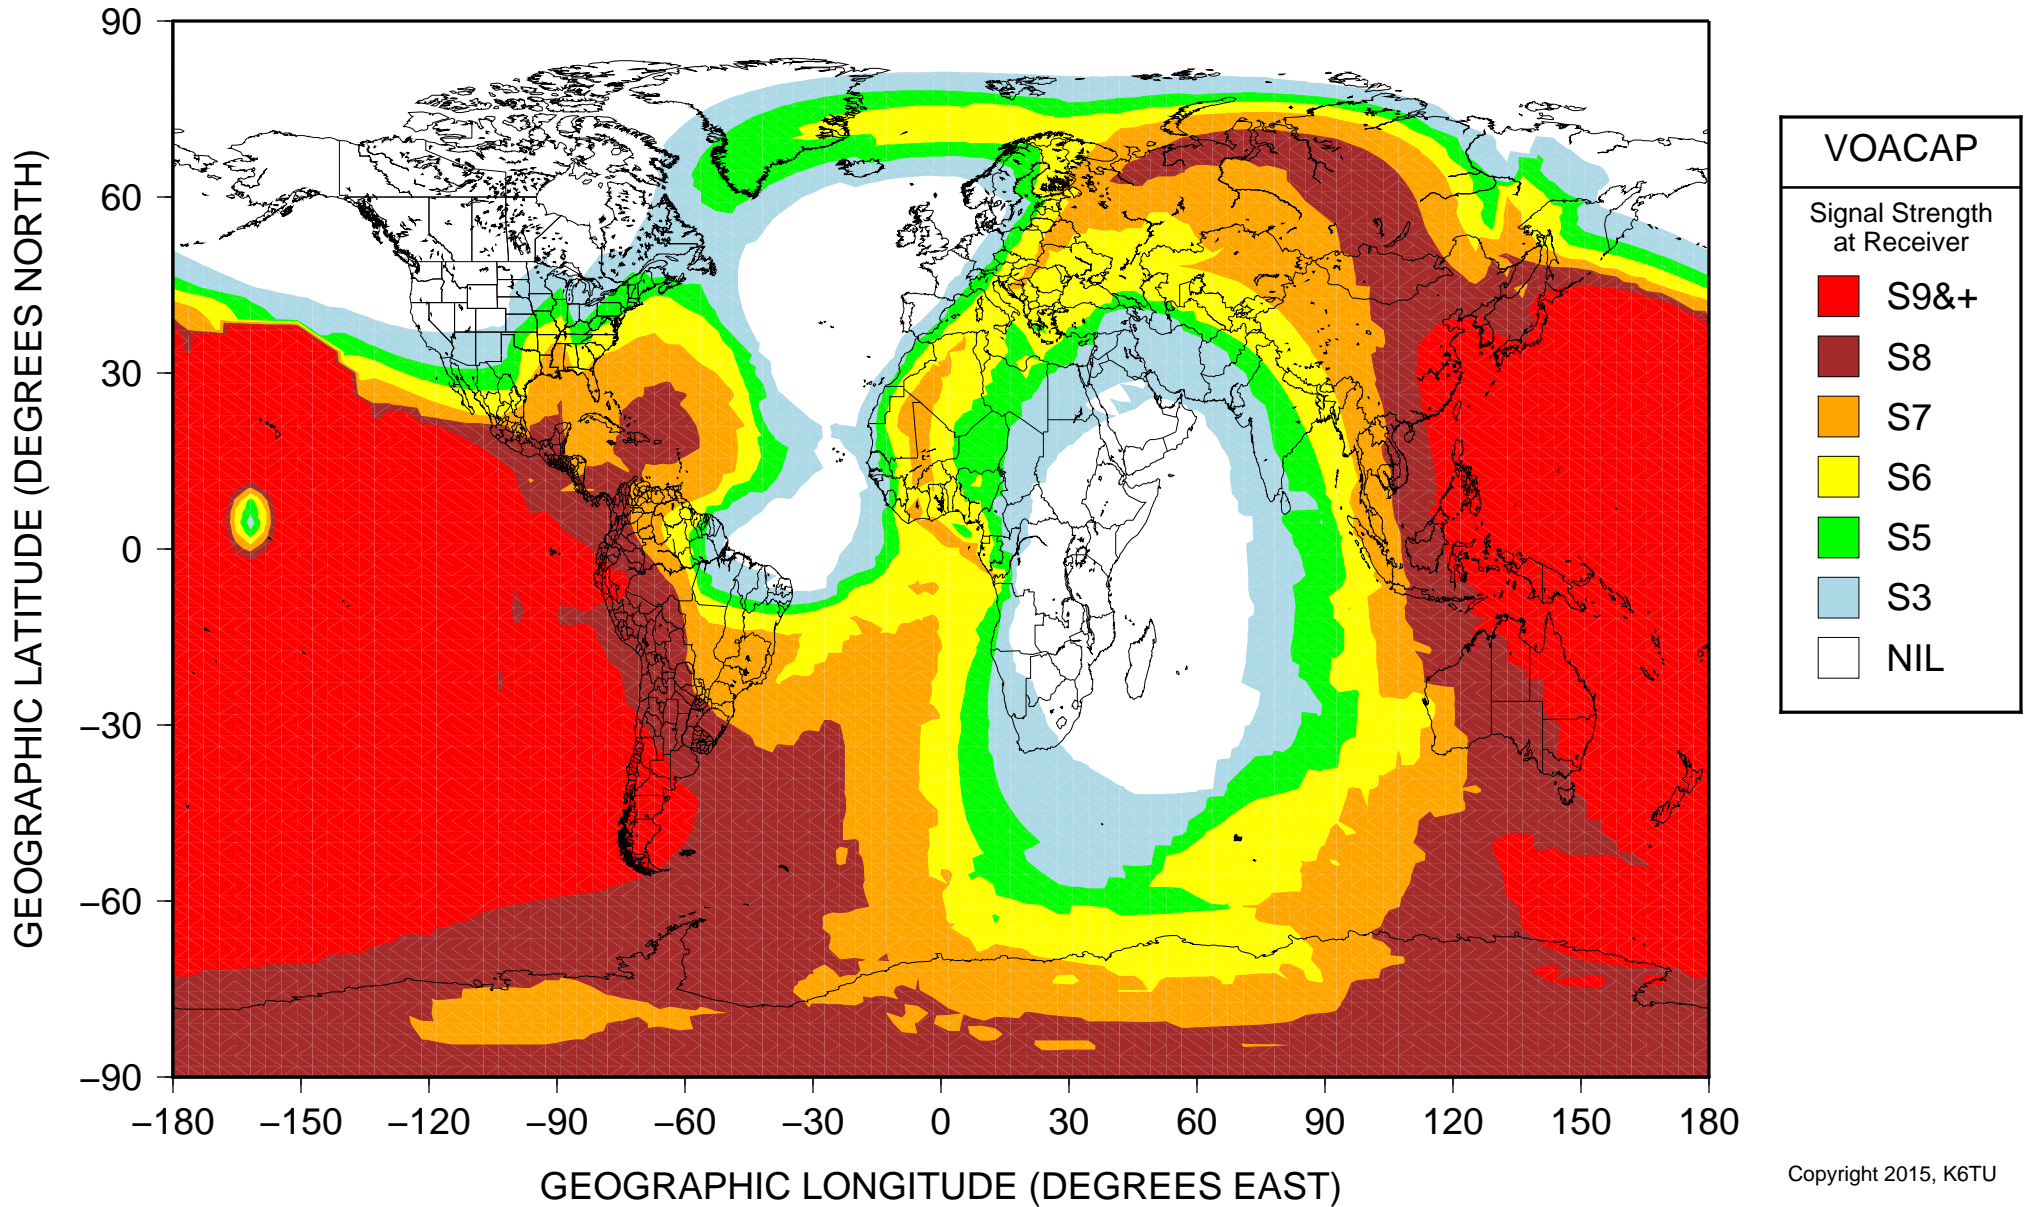 90
60
30
0
−30
−60
−90
GEOGRAPHIC LATITUDE (DEGREES NORTH)
−180 −150 −120 −90 −60 −30 0 30 60 90 120 150 180
GEOGRAPHIC LONGITUDE (DEGREES EAST)
VOACAP
Signal Strength
at Receiver
S9&+
S8
S7
S6
S5
S3
NIL
Copyright 2015, K6TU